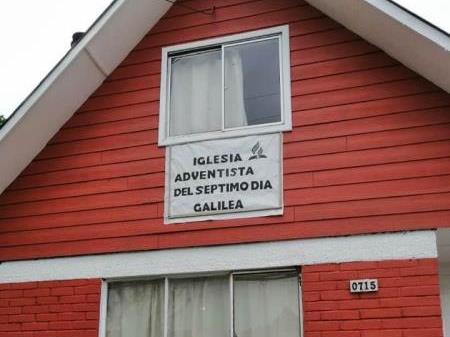 IGLESIA
ADVENTISTA
DEL SEPTIMO DIA
GALILEA
0715